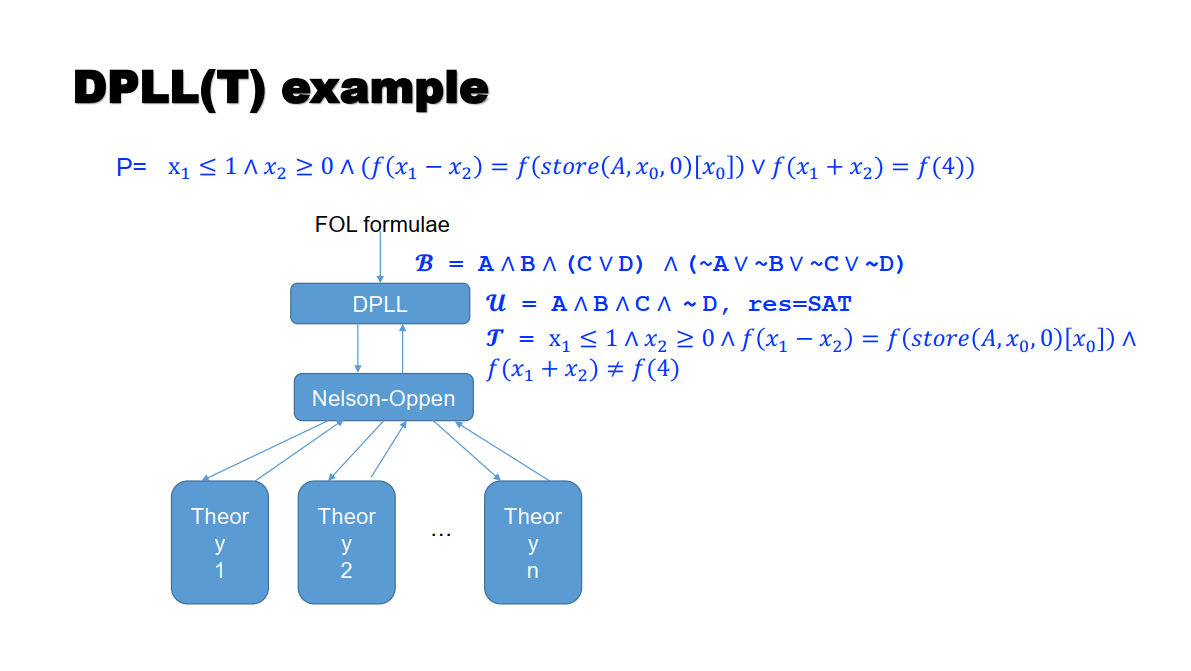 DPLL(T) example
P= x₁ ≤ 1 ∧ x₂ ≥ 0 ∧ (f(x₁ − x₂) = f(store(A, x₀, 0)[x₀]) ∨ f(x₁ + x₂) = f(4))
FOL formulae
ℬ = A ∧ B ∧ (C ∨ D) ∧ (~A ∨ ~B ∨ ~C ∨ ~D)
DPLL
𝒰 = A ∧ B ∧ C ∧ ~D, res=SAT
𝒯 = x₁ ≤ 1 ∧ x₂ ≥ 0 ∧ f(x₁ − x₂) = f(store(A, x₀, 0)[x₀]) ∧
f(x₁ + x₂) ≠ f(4)
Nelson-Oppen
Theor
y
1
Theor
y
2
...
Theor
y
n